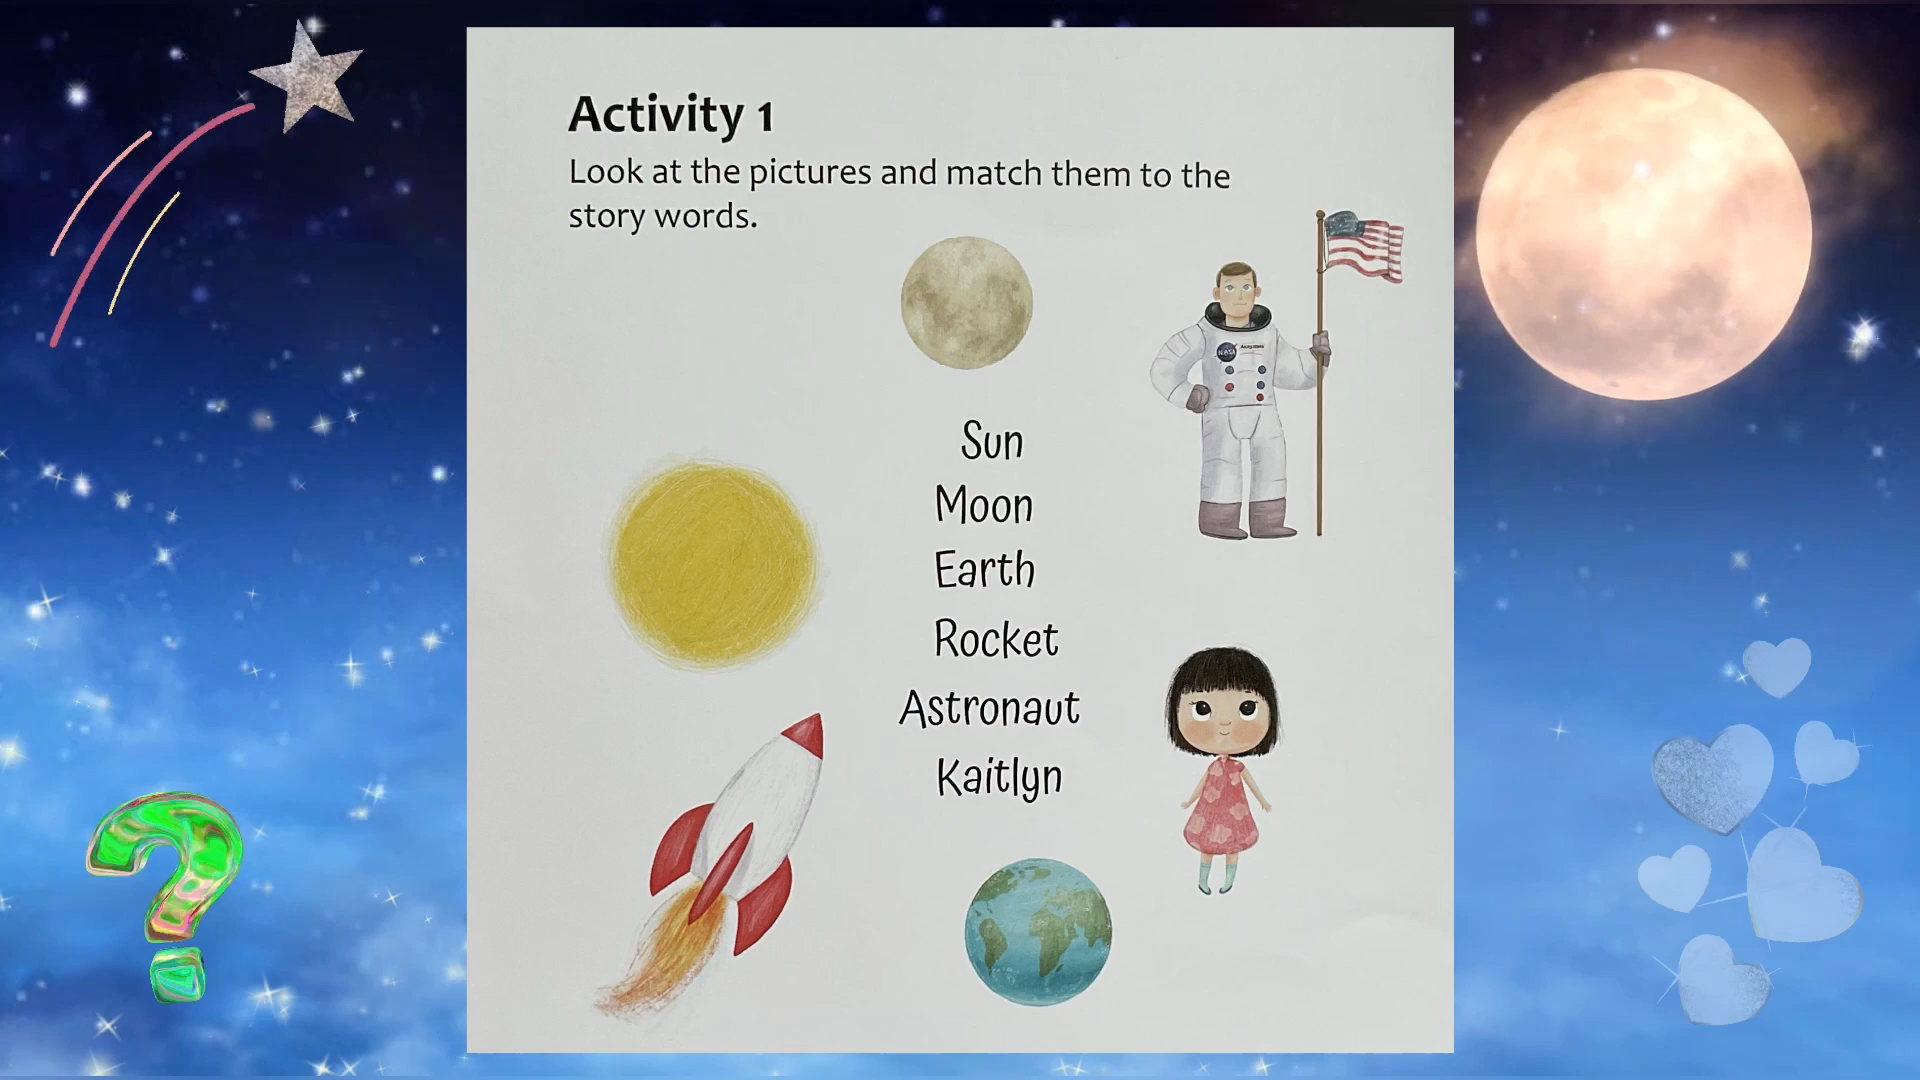 Activity 1
Look at the pictures and match them to the
story words.
NASA
Sun
Moon
Earth
Rocket
Astronaut
Kaitlyn